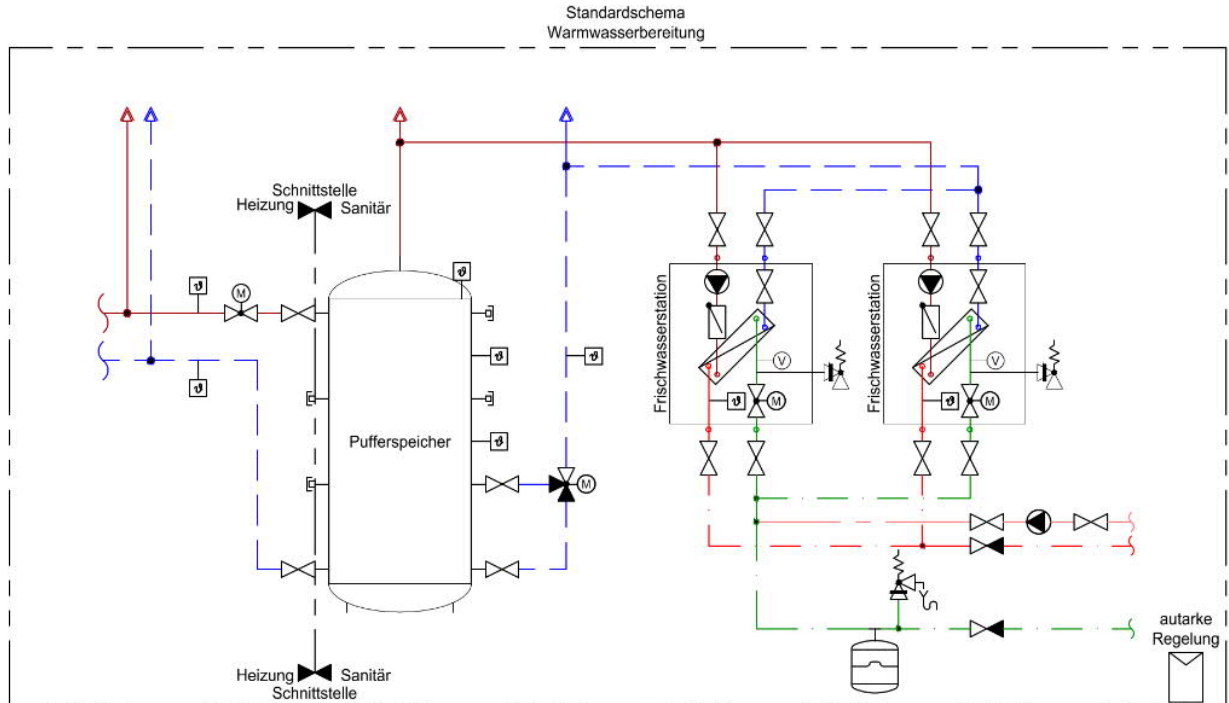 Standardschema
Warmwasserbereitung
Schnittstelle
Heizung Sanitär
ϑ
M
ϑ
ϑ
ϑ
ϑ
ϑ
Pufferspeicher
M
Frischwasserstation
V
ϑ
M
Frischwasserstation
V
ϑ
M
autarke
Regelung
Heizung Sanitär
Schnittstelle